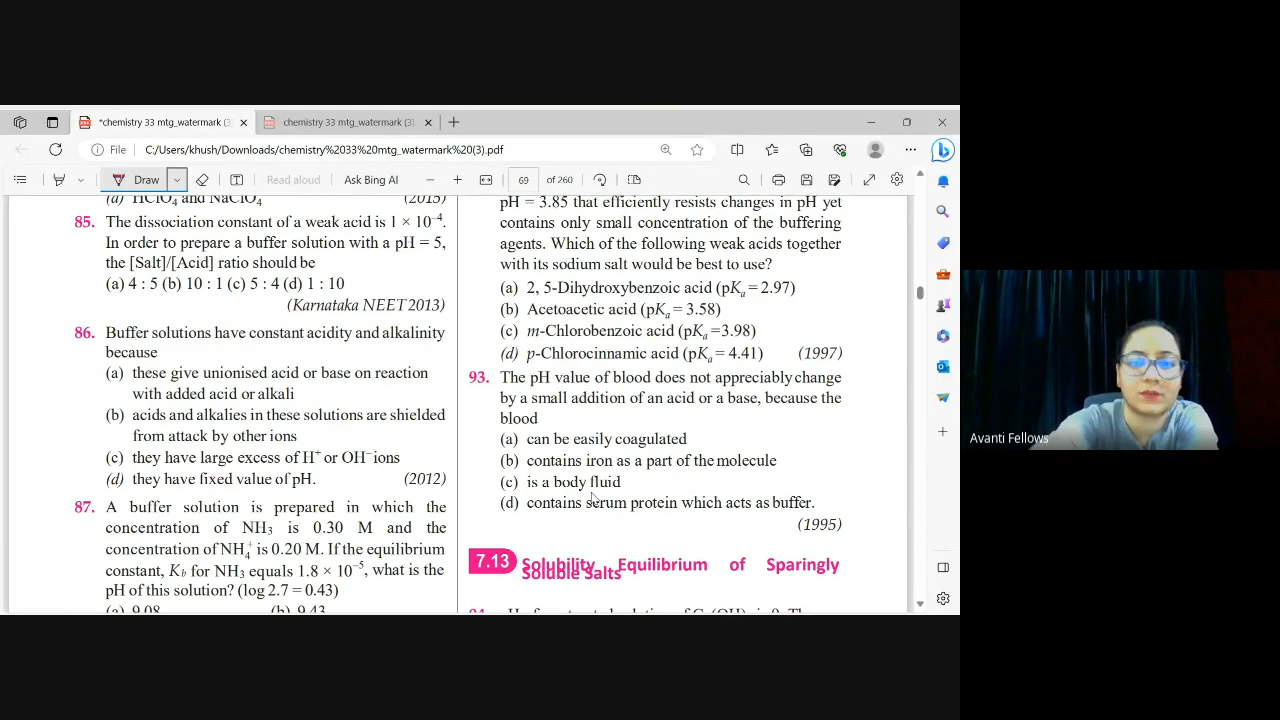 *chemistry 33 mtg_watermark (3)
chemistry 33 mtg_watermark (3).
File
C:/Users/khush/Downloads/chemistry%2033%20mtg_watermark%20(3).pdf
Draw
Read aloud
Ask Bing AI
69
of 260
(d) HClO4 and NaClO4 (2015)
85. The dissociation constant of a weak acid is 1 × 10⁻⁴.
In order to prepare a buffer solution with a pH = 5,
the [Salt]/[Acid] ratio should be
(a) 4 : 5 (b) 10 : 1 (c) 5 : 4 (d) 1 : 10
(Karnataka NEET 2013)
86. Buffer solutions have constant acidity and alkalinity
because
(a) these give unionised acid or base on reaction
with added acid or alkali
(b) acids and alkalies in these solutions are shielded
from attack by other ions
(c) they have large excess of H⁺ or OH⁻ ions
(d) they have fixed value of pH. (2012)
87. A buffer solution is prepared in which the
concentration of NH3 is 0.30 M and the
concentration of NH4⁺ is 0.20 M. If the equilibrium
constant, Kb for NH3 equals 1.8 × 10⁻⁵, what is the
pH of this solution? (log 2.7 = 0.43)
(a) 9.08 (b) 9.43
pH = 3.85 that efficiently resists changes in pH yet
contains only small concentration of the buffering
agents. Which of the following weak acids together
with its sodium salt would be best to use?
(a) 2, 5-Dihydroxybenzoic acid (pKa = 2.97)
(b) Acetoacetic acid (pKa = 3.58)
(c) m-Chlorobenzoic acid (pKa =3.98)
(d) p-Chlorocinnamic acid (pKa = 4.41) (1997)
93. The pH value of blood does not appreciably change
by a small addition of an acid or a base, because the
blood
(a) can be easily coagulated
(b) contains iron as a part of the molecule
(c) is a body fluid
(d) contains serum protein which acts as buffer.
(1995)
7.13 Solubility Equilibrium of Sparingly
Soluble Salts
Avanti Fellows